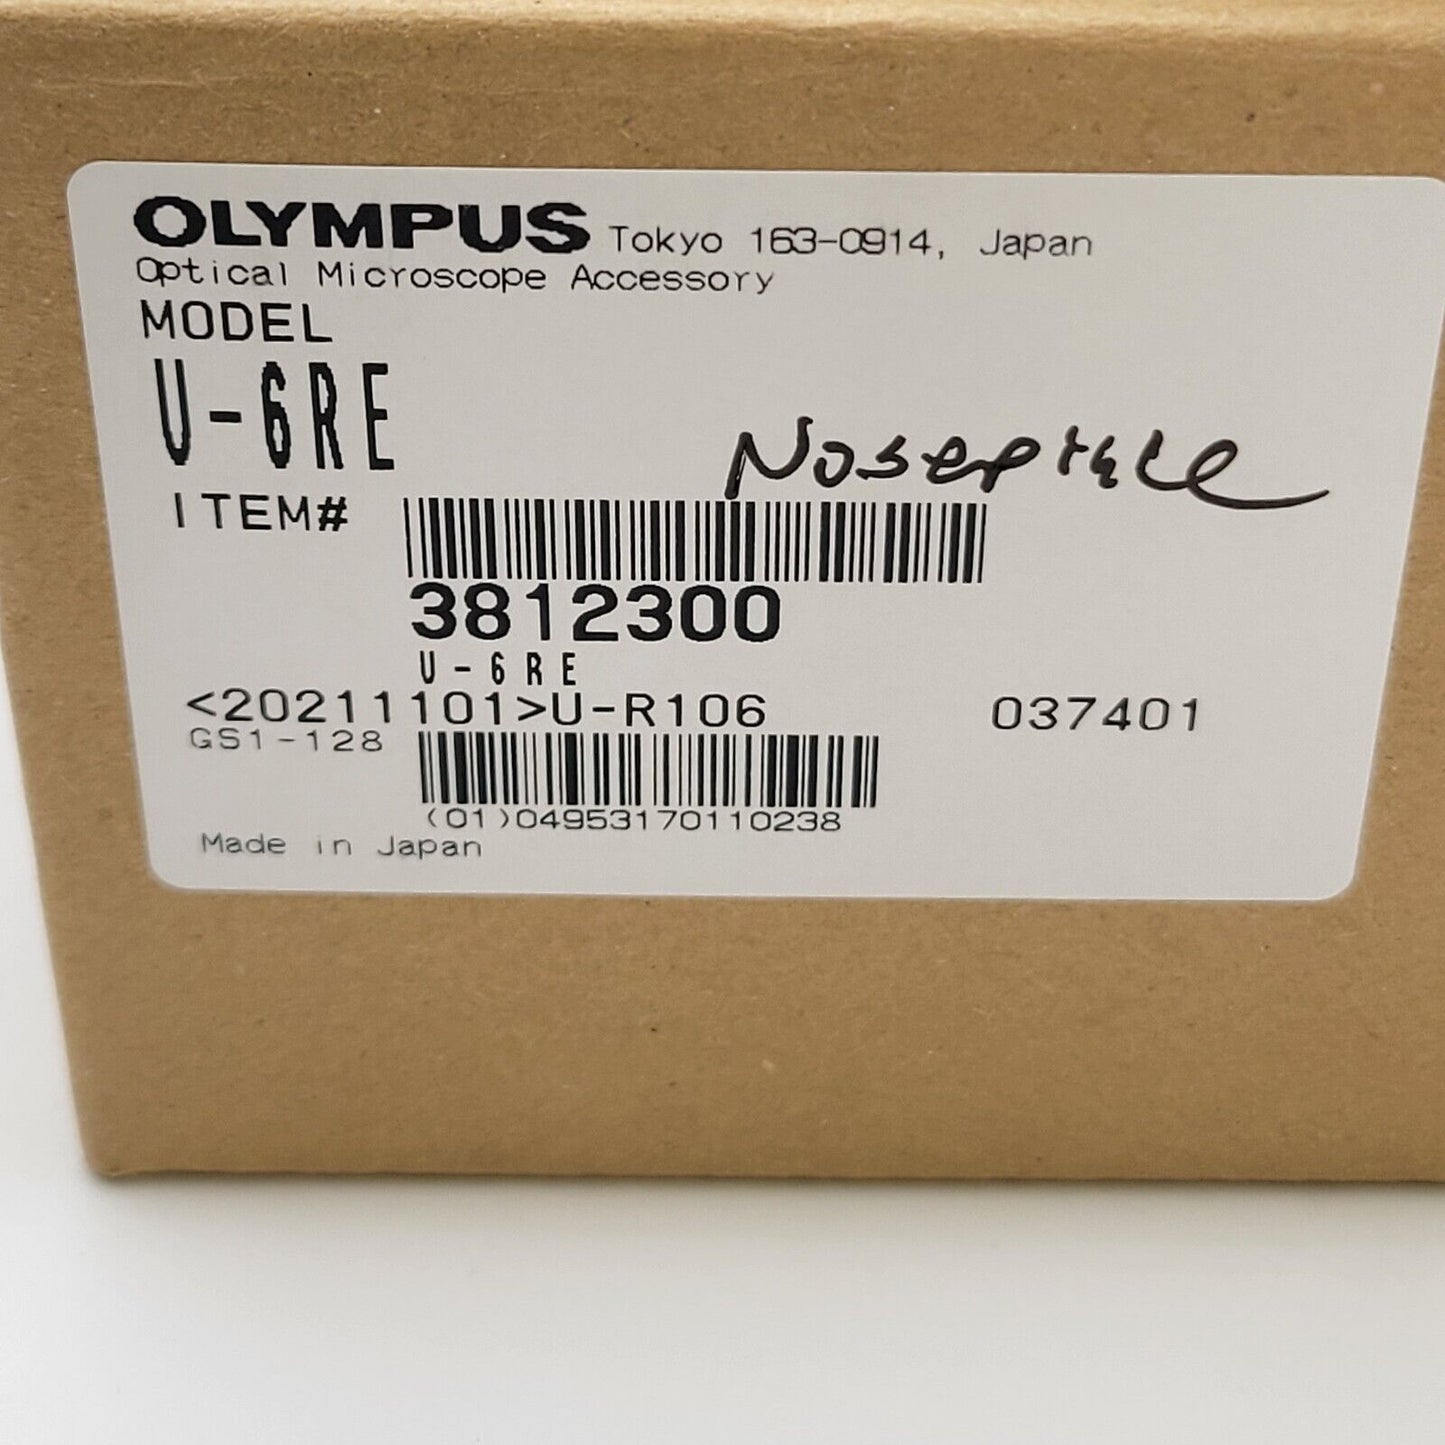 OLYMPUS Tokyo 163-0914, Japan
Optical Microscope Accessory
MODEL
U-6RE
Nosepiece
ITEM#
3812300
U-6RE
<20211101>U-R106 037401
GS1-128
(01)04953170110238
Made in Japan